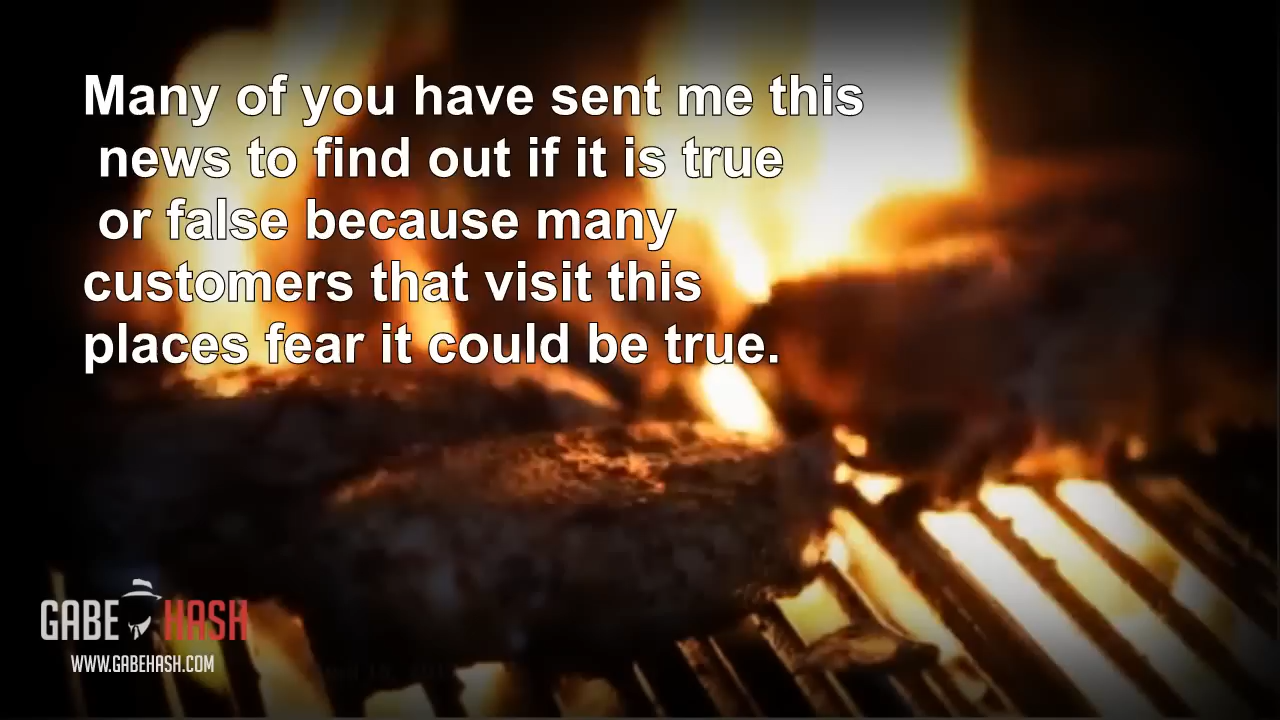 Many of you have sent me this
news to find out if it is true
or false because many
customers that visit this
places fear it could be true.
GABE HASH
WWW.GABEHASH.COM